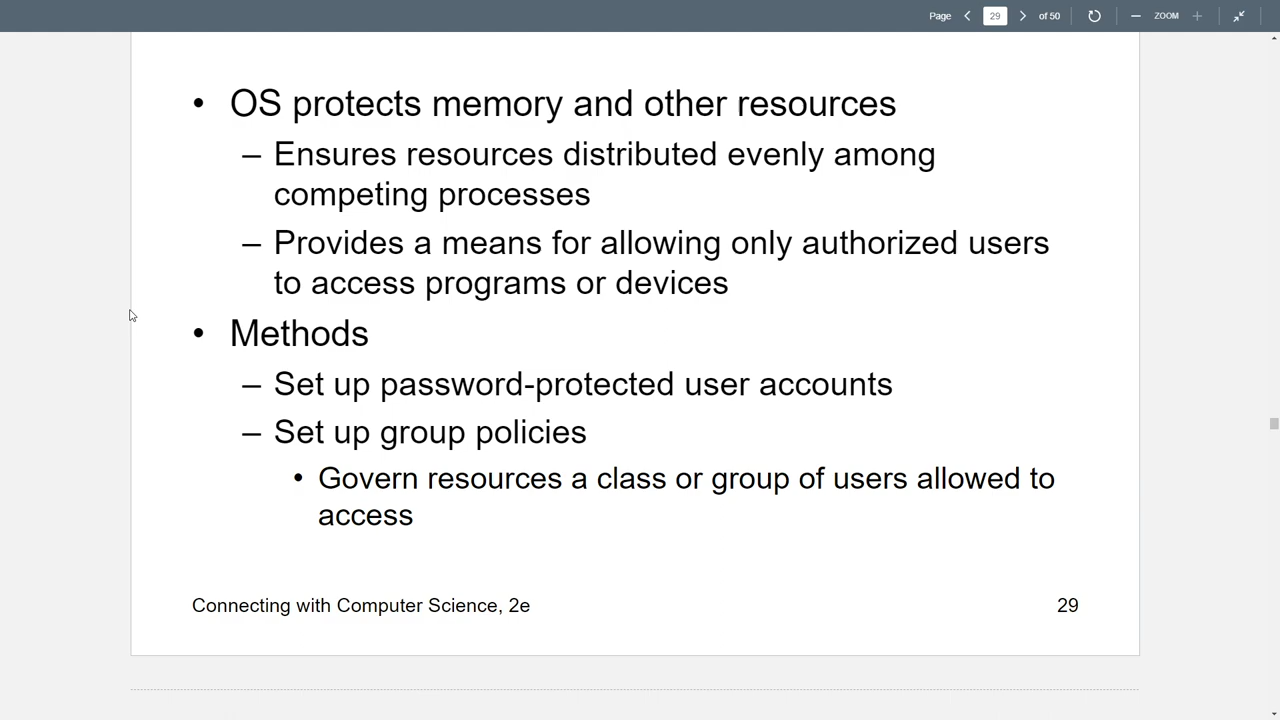 Page 29 of 50 ZOOM
• OS protects memory and other resources
– Ensures resources distributed evenly among
competing processes
– Provides a means for allowing only authorized users
to access programs or devices
• Methods
– Set up password-protected user accounts
– Set up group policies
• Govern resources a class or group of users allowed to
access
Connecting with Computer Science, 2e 29